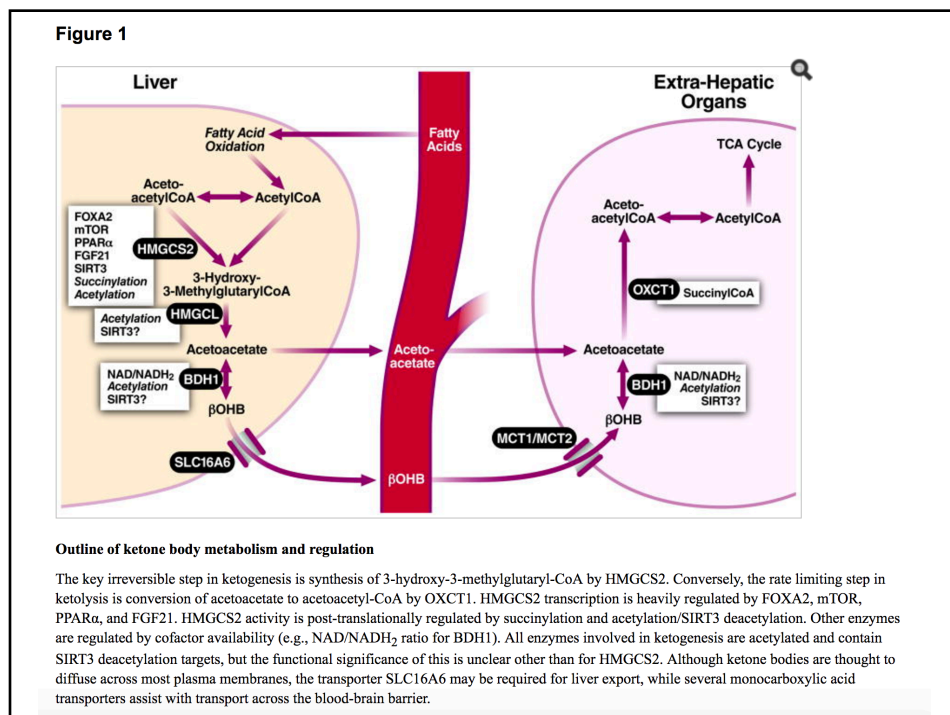 Figure 1
Liver
Extra-Hepatic
Organs
Fatty Acid
Oxidation
Fatty
Acids
TCA Cycle
Aceto-
acetylCoA
AcetylCoA
Aceto-
acetylCoA
AcetylCoA
FOXA2
mTOR
PPARα
FGF21
SIRT3
Succinylation
Acetylation
HMGCS2
3-Hydroxy-
3-MethylglutarylCoA
OXCT1
SuccinylCoA
Acetylation
SIRT3?
HMGCL
Acetoacetate
Aceto-
acetate
Acetoacetate
NAD/NADH2
Acetylation
SIRT3?
BDH1
BDH1
NAD/NADH2
Acetylation
SIRT3?
βOHB
βOHB
MCT1/MCT2
SLC16A6
βOHB
Outline of ketone body metabolism and regulation
The key irreversible step in ketogenesis is synthesis of 3-hydroxy-3-methylglutaryl-CoA by HMGCS2. Conversely, the rate limiting step in
ketolysis is conversion of acetoacetate to acetoacetyl-CoA by OXCT1. HMGCS2 transcription is heavily regulated by FOXA2, mTOR,
PPARα, and FGF21. HMGCS2 activity is post-translationally regulated by succinylation and acetylation/SIRT3 deacetylation. Other enzymes
are regulated by cofactor availability (e.g., NAD/NADH2 ratio for BDH1). All enzymes involved in ketogenesis are acetylated and contain
SIRT3 deacetylation targets, but the functional significance of this is unclear other than for HMGCS2. Although ketone bodies are thought to
diffuse across most plasma membranes, the transporter SLC16A6 may be required for liver export, while several monocarboxylic acid
transporters assist with transport across the blood-brain barrier.